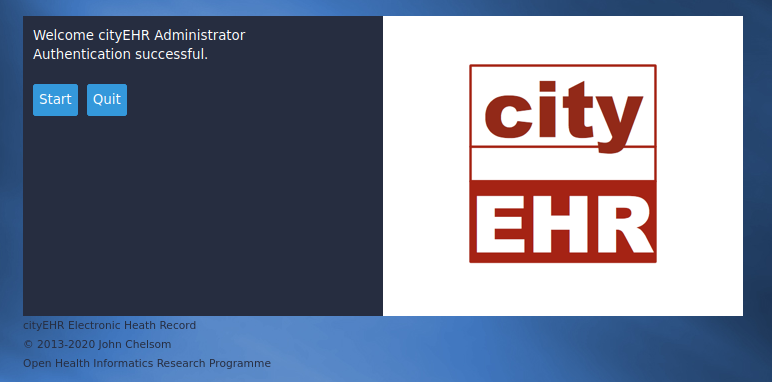 Welcome cityEHR Administrator
Authentication successful.
Start Quit
city
EHR
cityEHR Electronic Heath Record
© 2013-2020 John Chelsom
Open Health Informatics Research Programme